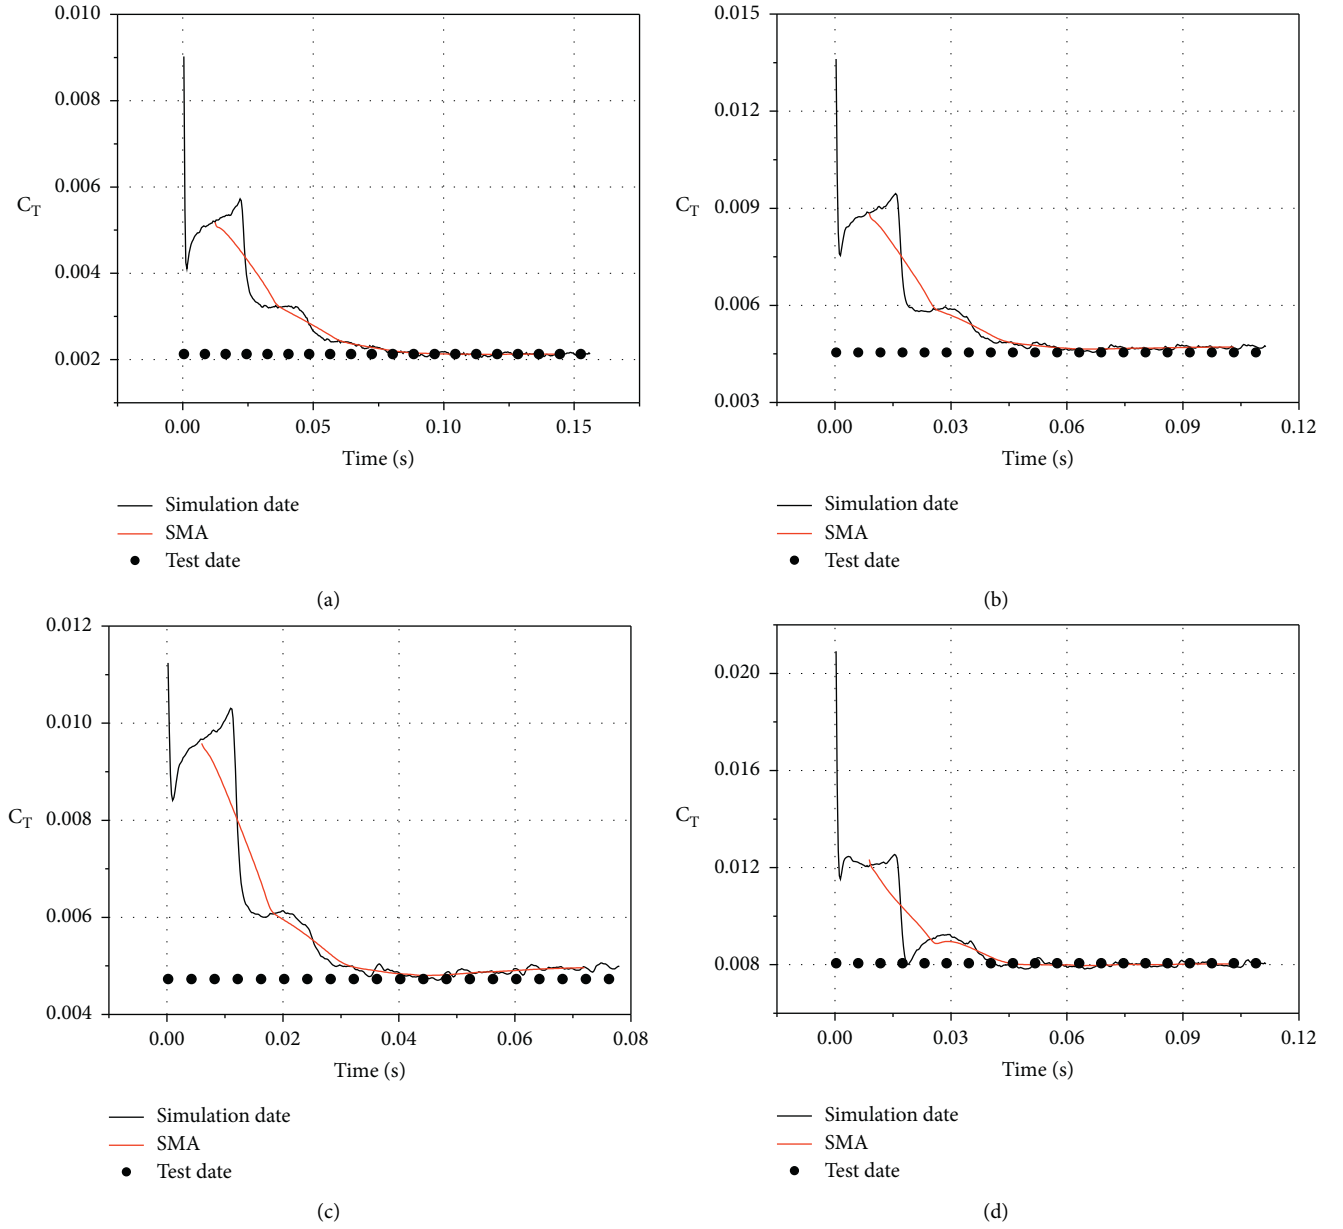 0.010
0.008
0.006
C_T
0.004
0.002
0.00 0.05 0.10 0.15
Time (s)
Simulation date
SMA
Test date
(a)
0.015
0.012
0.009
C_T
0.006
0.003
0.00 0.03 0.06 0.09 0.12
Time (s)
Simulation date
SMA
Test date
(b)
0.012
0.010
0.008
C_T
0.006
0.004
0.00 0.02 0.04 0.06 0.08
Time (s)
Simulation date
SMA
Test date
(c)
0.020
0.016
0.012
C_T
0.008
0.00 0.03 0.06 0.09 0.12
Time (s)
Simulation date
SMA
Test date
(d)